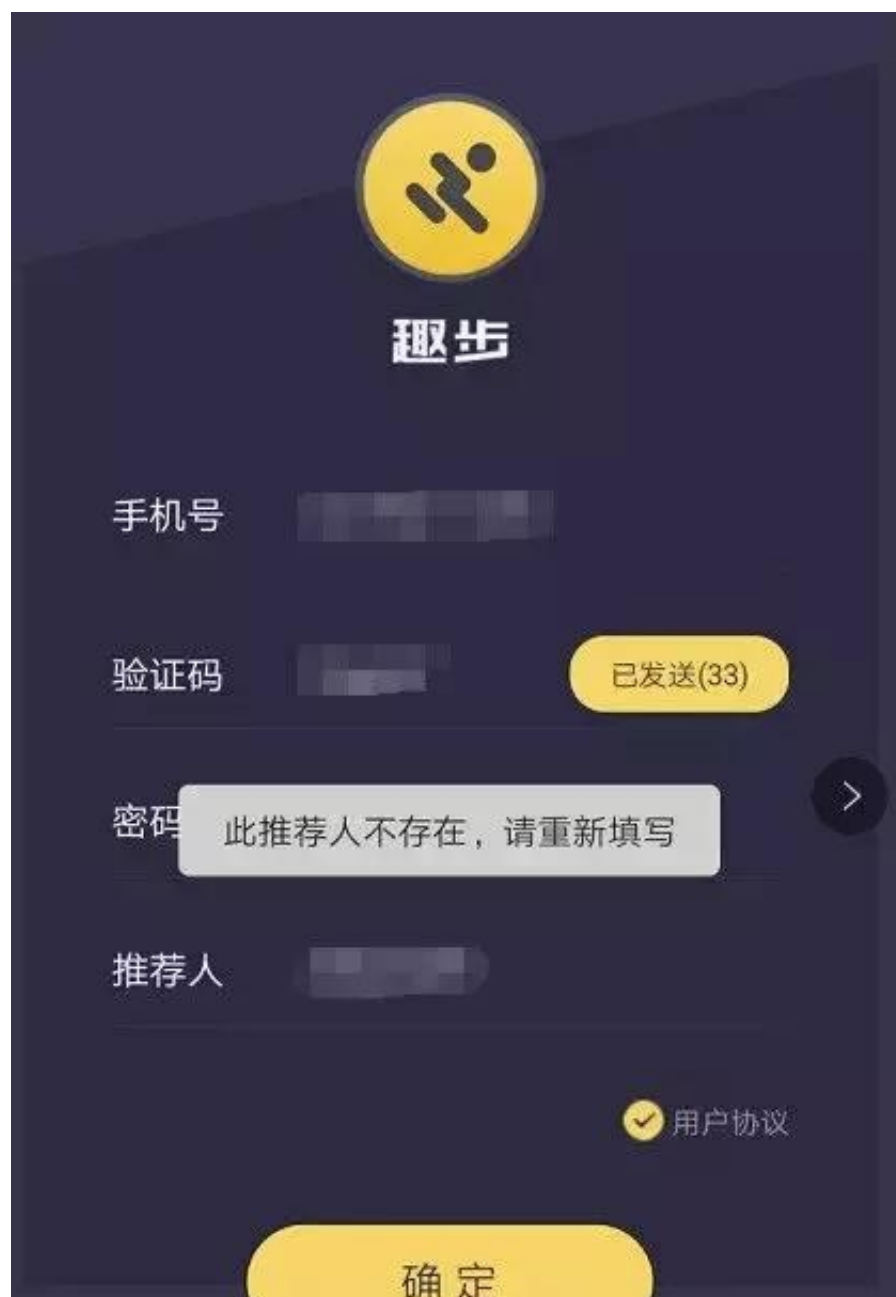 趣步
手机号
验证码
已发送(33)
密码
此推荐人不存在，请重新填写
推荐人
用户协议
确定